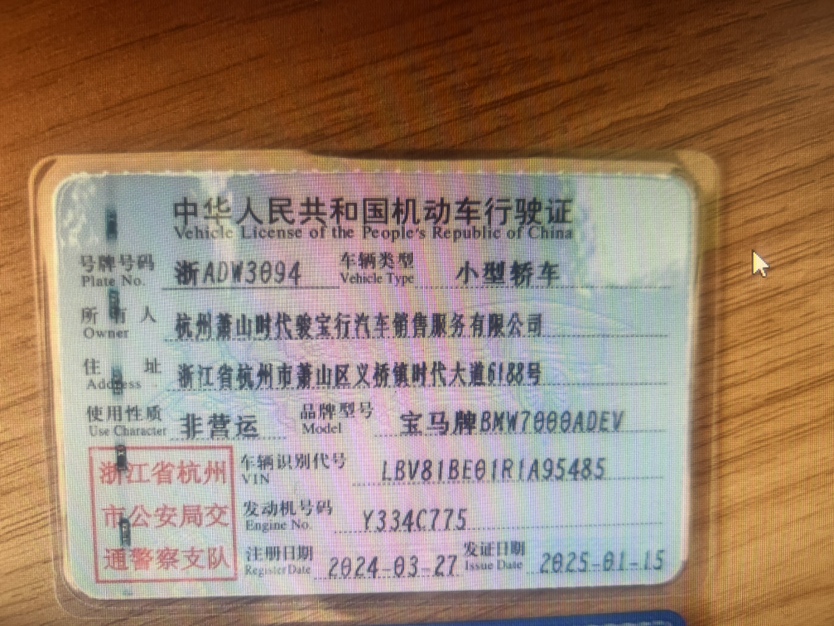 中华人民共和国机动车行驶证
Vehicle License of the People's Republic of China
号牌号码 浙ADW3094 车辆类型 小型轿车
Plate No. Vehicle Type
所有人 杭州萧山时代骏宝行汽车销售服务有限公司
Owner
住址 浙江省杭州市萧山区义桥镇时代大道6188号
Address
使用性质 非营运 品牌型号 宝马牌BMW7000ADEV
Use Character Model
浙江省杭州 车辆识别代号 LBV81BE01R1A95485
VIN
市公安局交 发动机号码 Y334C775
Engine No.
通警察支队 注册日期 2024-03-27 发证日期 2025-01-15
Register Date Issue Date